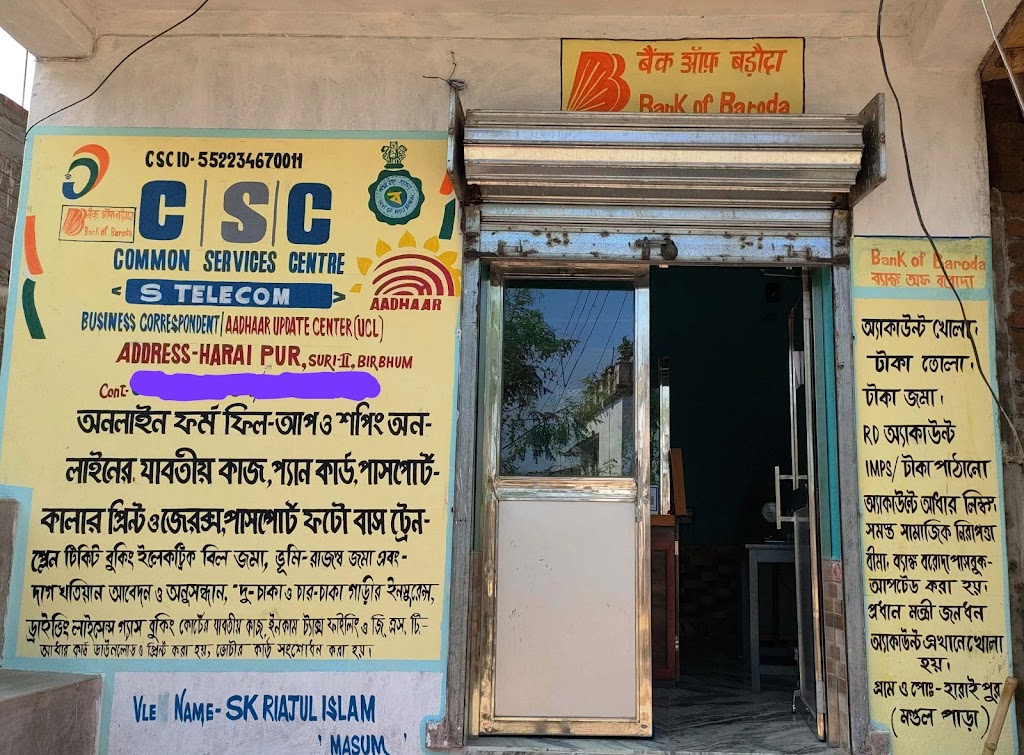 बैंक ऑफ़ बड़ौदा
Bank of Baroda
CSC ID- 552234670011
बैंक ऑफ बड़ौदा
Bank of Baroda
CSC
COMMON SERVICES CENTRE
<S TELECOM>
AADHAAR
BUSINESS CORRESPONDENT | AADHAAR UPDATE CENTER (UCL)
ADDRESS-HARAI PUR, SURI-II, BIRBHUM
Cont-
অনলাইন ফর্ম ফিল-আপ ও শপিং অন-
লাইনের যাবতীয় কাজ, প্যান কার্ড, পাসপোর্ট-
কালার প্রিন্ট ও জেরক্স, পাসপোর্ট ফটো বাস ট্রেন-
প্লেন টিকিট বুকিং ইলেকট্রিক বিল জমা, ভূমি-রাজস্ব জমা এবং-
দাগ খতিয়ান আবেদন ও অনুসন্ধান, "দু-চাকা ও চার-চাকা গাড়ির ইনসুরেন্স,
ড্রাইভিং লাইসেন্স গ্যাস বুকিং কোর্টের যাবতীয় কাজ, ইনকাম ট্যাক্স ফাইলিং ও জি. এস. টি-
আধার কার্ড ডাউনলোড ও প্রিন্ট করা হয়, ভোটার কার্ড সংশোধন করা হয়।
VLE NAME- SK RIAJUL ISLAM
'MASUM'
Bank of Baroda
ব্যাঙ্ক অফ বরোদা
অ্যাকাউন্ট খোলা,
টাকা তোলা,
টাকা জমা,
RD অ্যাকাউন্ট
IMPS/টাকা পাঠানো
অ্যাকাউন্টে আধার লিঙ্ক,
সমস্ত সামাজিক নিরাপত্তা
বীমা, ব্যাঙ্ক বরোদা পাসবুক-
আপডেট করা হয়,
প্রধান মন্ত্রী জনধন
অ্যাকাউন্ট এখানে খোলা
হয়।
গ্রাম ও পোঃ- হারাইপুর
(মণ্ডল পাড়া)